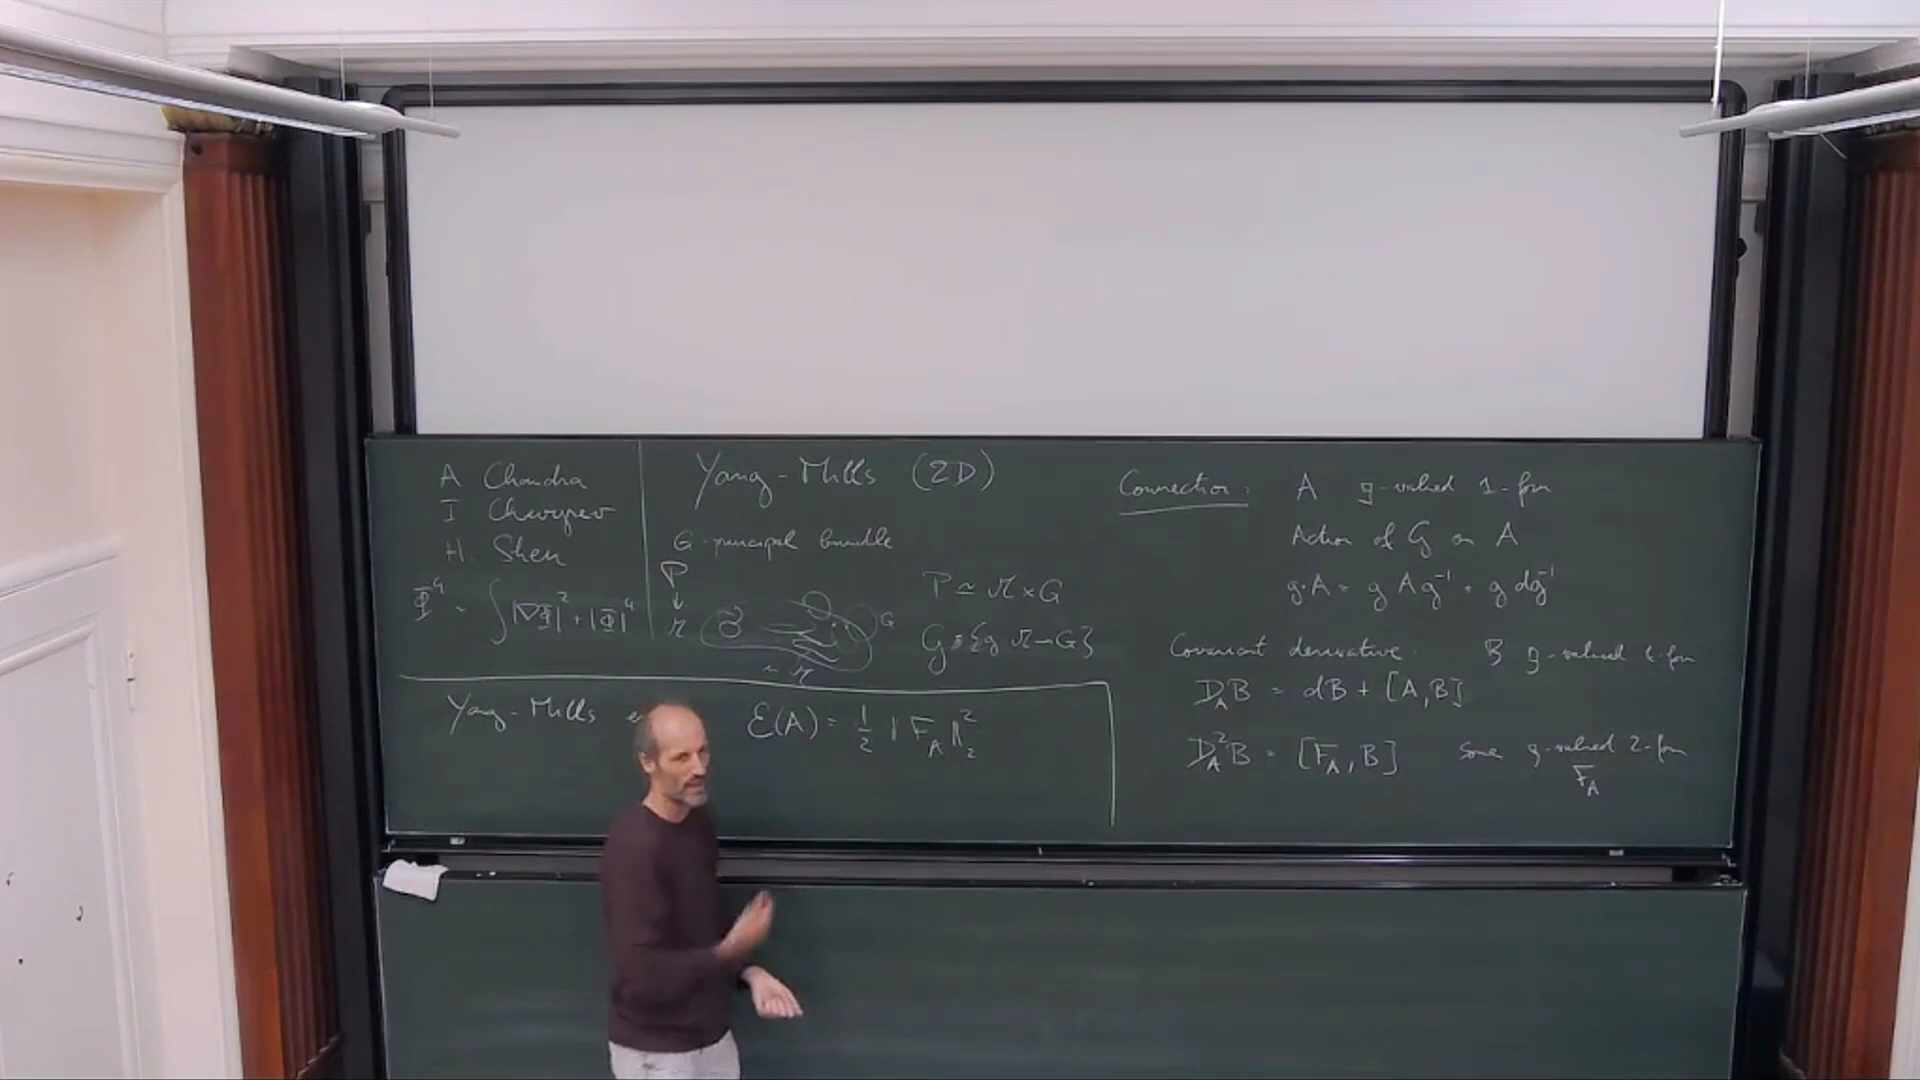 A Chandra
I Chevyrev
H. Shen
Φ⁴ ~ ∫|∇Φ|² + |Φ|⁴
Yang-Mills (2D)
G-principal bundle
P
↓
G
P ≃ × G
G = {g → G}
Yang-Mills
E(A) = 1/2 ‖F_A‖₂²
Connection: A g-valued 1-form
Action of G on A
g·A = g A g⁻¹ + g dg⁻¹
Covariant derivative. B g-valued k-form
D_A B = dB + [A,B]
D_A² B = [F_A, B] some g-valued 2-form
F_A